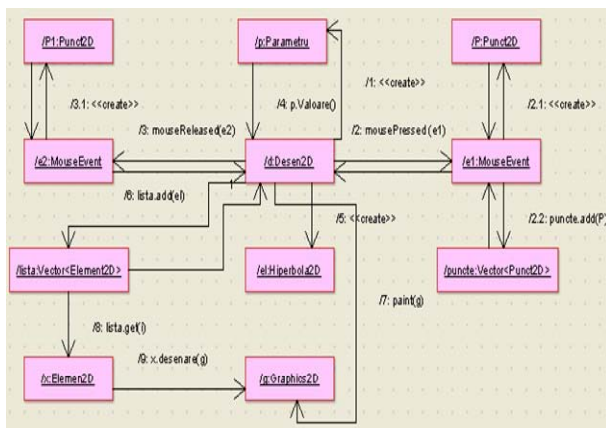 /P1:Punct2D
/p:Parametru
/P:Punct2D
/1: <<create>>
/3.1: <<create>>
/4: p.Valoare()
/2.1: <<create>>
/3: mouseReleased(e2)
/2: mousePressed(e1)
/e2:MouseEvent
/d:Desen2D
/e1:MouseEvent
/6: lista.add(el)
/5: <<create>>
/2.2: puncte.add(P)
/lista:Vector<Element2D>
/el:Hiperbola2D
/puncte:Vector<Punct2D>
/7: paint(g)
/8: lista.get(i)
/9: x.desenare(g)
/x:Elemen2D
/g:Graphics2D